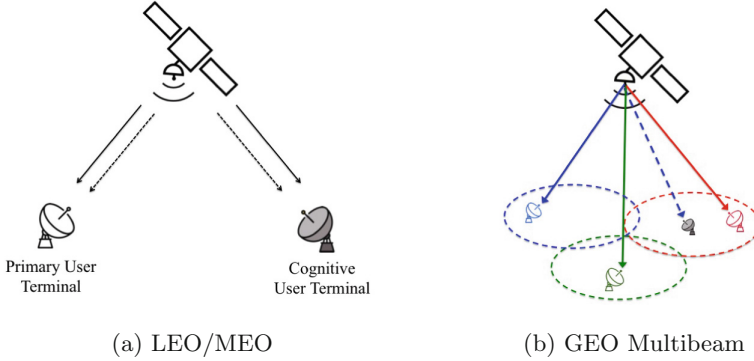 Primary User
Terminal
Cognitive
User Terminal
(a) LEO/MEO
(b) GEO Multibeam